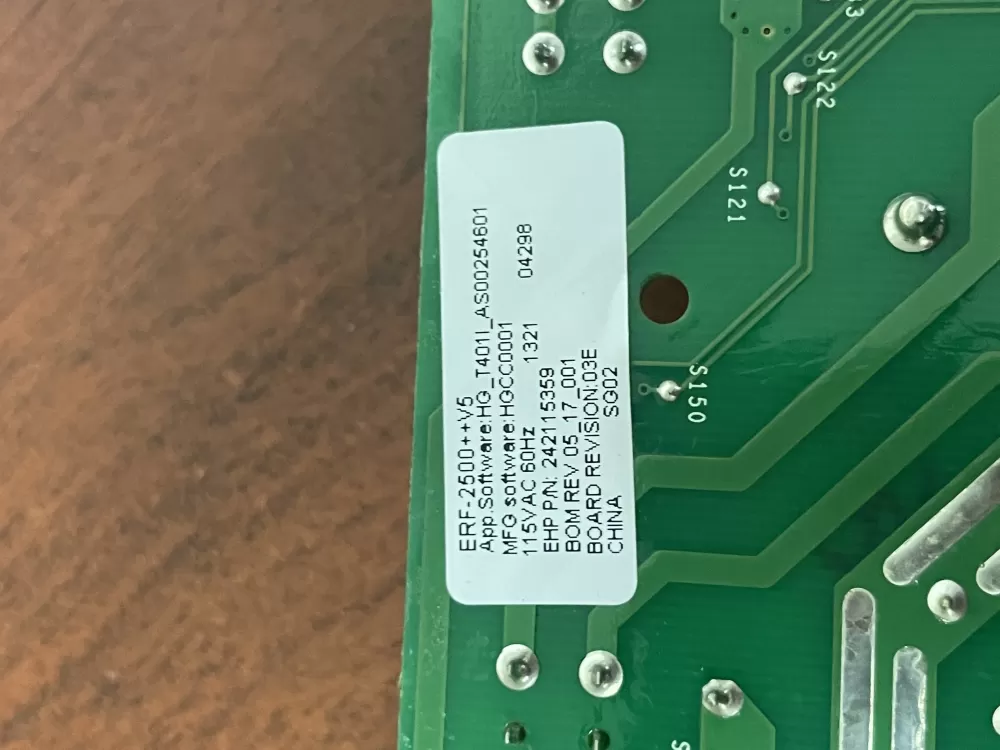 ERF-2500++V5
App.Software:HG_T401I_AS00254601
MFG software:HGCC0001
115VAC 60Hz 1321 04298
EHP P/N: 242115359
BOM REV 05_17_001
BOARD REVISION:03E
CHINA SG02
S122
S121
S150